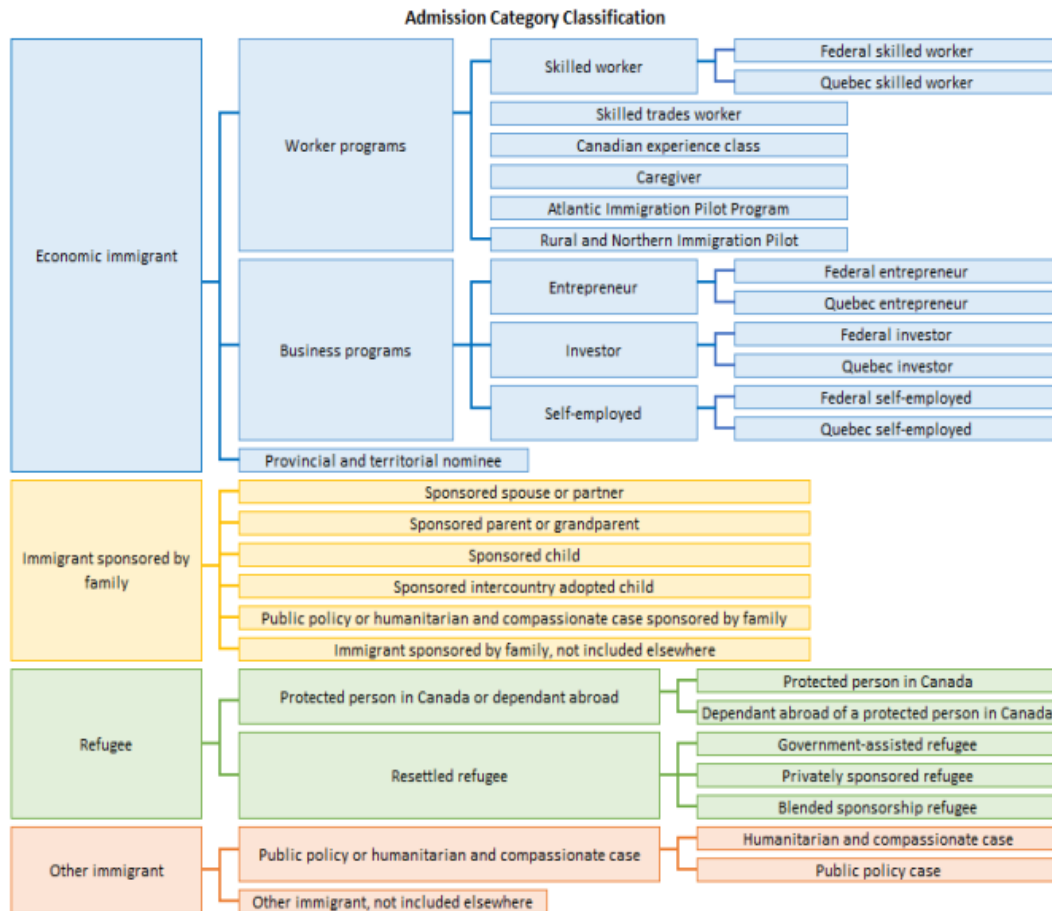 Admission Category Classification
Economic immigrant
Worker programs
Skilled worker
Federal skilled worker
Quebec skilled worker
Skilled trades worker
Canadian experience class
Caregiver
Atlantic Immigration Pilot Program
Rural and Northern Immigration Pilot
Business programs
Entrepreneur
Federal entrepreneur
Quebec entrepreneur
Investor
Federal investor
Quebec investor
Self-employed
Federal self-employed
Quebec self-employed
Provincial and territorial nominee
Immigrant sponsored by
family
Sponsored spouse or partner
Sponsored parent or grandparent
Sponsored child
Sponsored intercountry adopted child
Public policy or humanitarian and compassionate case sponsored by family
Immigrant sponsored by family, not included elsewhere
Refugee
Protected person in Canada or dependant abroad
Protected person in Canada
Dependant abroad of a protected person in Canada
Resettled refugee
Government-assisted refugee
Privately sponsored refugee
Blended sponsorship refugee
Other immigrant
Public policy or humanitarian and compassionate case
Humanitarian and compassionate case
Public policy case
Other immigrant, not included elsewhere